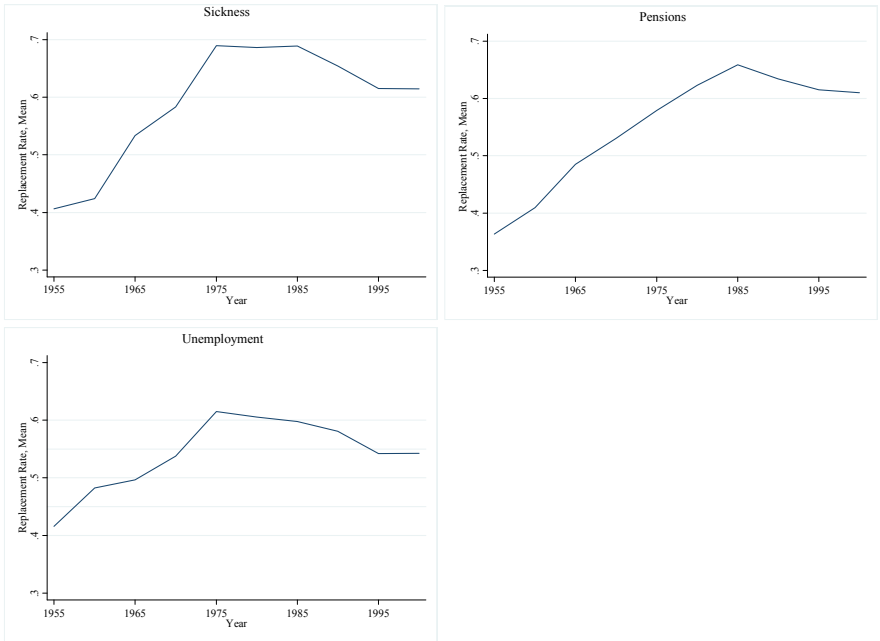 Sickness
Replacement Rate, Mean
.7
.6
.5
.4
.3
1955 1965 1975 1985 1995
Year
Pensions
Replacement Rate, Mean
.7
.6
.5
.4
.3
1955 1965 1975 1985 1995
Year
Unemployment
Replacement Rate, Mean
.7
.6
.5
.4
.3
1955 1965 1975 1985 1995
Year